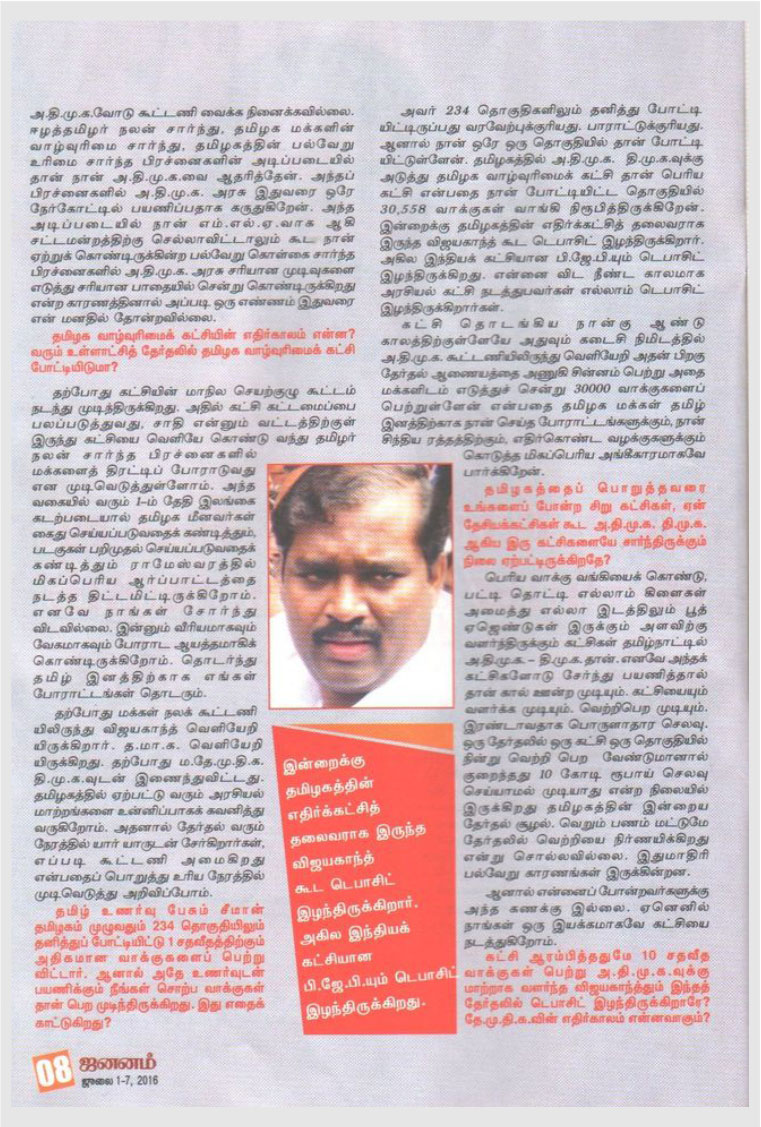 அ.தி.மு.க.வோடு கூட்டணி வைக்க நினைக்கவில்லை.
ஈழத்தமிழர் நலன் சார்ந்து, தமிழக மக்களின்
வாழ்வுரிமை சார்ந்து, தமிழகத்தின் பல்வேறு
உரிமை சார்ந்த பிரச்னைகளின் அடிப்படையில்
தான் நான் அ.தி.மு.க.வை ஆதரித்தேன். அந்தப்
பிரச்னைகளில் அ.தி.மு.க. அரசு இதுவரை ஒரே
நேர்கோட்டில் பயணிப்பதாக கருதுகிறேன். அந்த
அடிப்படையில் நான் எம்.எல்.ஏ.வாக ஆகி
சட்டமன்றத்திற்கு செல்லாவிட்டாலும் கூட, நான்
ஏற்றுக் கொண்டிருக்கின்ற பல்வேறு கொள்கை சார்ந்த
பிரச்னைகளில் அ.தி.மு.க. அரசு சரியான முடிவுகளை
எடுத்து சரியான பாதையில் சென்று கொண்டிருக்கிறது
என்ற காரணத்தினால் அப்படி ஒரு எண்ணம் இதுவரை
என் மனதில் தோன்றவில்லை.
தமிழக வாழ்வுரிமைக் கட்சியின் எதிர்காலம் என்ன?
வரும் உள்ளாட்சித் தேர்தலில் தமிழக வாழ்வுரிமைக் கட்சி
போட்டியிடுமா?
தற்போது கட்சியின் மாநில செயற்குழு கூட்டம்
நடந்து முடிந்திருக்கிறது. அதில் கட்சி கட்டமைப்பை
பலப்படுத்துவது, சாதி என்னும் வட்டத்திற்குள்
இருந்து கட்சியை வெளியே கொண்டு வந்து தமிழர்
நலன் சார்ந்த பிரச்னைகளில்
மக்களைத் திரட்டிப் போராடுவது
என முடிவெடுத்துள்ளோம். அந்த
வகையில் வரும் 1-ம் தேதி இலங்கை
கடற்படையால் தமிழக மீனவர்கள்
கைது செய்யப்படுவதைக் கண்டித்தும்,
படகுகள் பறிமுதல் செய்யப்படுவதைக்
கண்டித்தும் ராமேஸ்வரத்தில்
மிகப்பெரிய ஆர்ப்பாட்டத்தை
நடத்த திட்டமிட்டிருக்கிறோம்.
எனவே நாங்கள் சோர்ந்து
விடவில்லை. இன்னும் வீரியமாகவும்
வேகமாகவும் போராட ஆயத்தமாகிக்
கொண்டிருக்கிறோம். தொடர்ந்து
தமிழ் இனத்திற்காக எங்கள்
போராட்டங்கள் தொடரும்.
தற்போது மக்கள் நலக் கூட்டணி
யிலிருந்து விஜயகாந்த் வெளியேறி
யிருக்கிறார். த.மா.க. வெளியேறி
யிருக்கிறது. தற்போது ம.தே.மு.தி.க.
தி.மு.க.வுடன் இணைந்துவிட்டது.
தமிழகத்தில் ஏற்பட்டு வரும் அரசியல்
மாற்றங்களை உன்னிப்பாகக் கவனித்து
வருகிறோம். அதனால் தேர்தல் வரும்
நேரத்தில் யார் யாருடன் சேர்கிறார்கள்,
எப்படி கூட்டணி அமைகிறது
என்பதைப் பொறுத்து உரிய நேரத்தில்
முடிவெடுத்து அறிவிப்போம்.
தமிழ் உணர்வு பேசும் சீமான்
தமிழகம் முழுவதும் 234 தொகுதியிலும்
தனித்துப் போட்டியிட்டு 1 சதவீதத்திற்கும்
அதிகமான வாக்குகளைப் பெற்று
விட்டார். ஆனால் அதே உணர்வுடன்
பயணிக்கும் நீங்கள் சொற்ப வாக்குகள்
தான் பெற முடிந்திருக்கிறது. இது எதைக்
காட்டுகிறது?
அவர் 234 தொகுதிகளிலும் தனித்து போட்டி
யிட்டிருப்பது வரவேற்புக்குரியது. பாராட்டுக்குரியது.
ஆனால் நான் ஒரே ஒரு தொகுதியில் தான் போட்டி
யிட்டுள்ளேன். தமிழகத்தில் அ.தி.மு.க. தி.மு.க.வுக்கு
அடுத்து தமிழக வாழ்வுரிமைக் கட்சி தான் பெரிய
கட்சி என்பதை நான் போட்டியிட்ட தொகுதியில்
30,558 வாக்குகள் வாங்கி நிரூபித்திருக்கிறேன்.
இன்றைக்கு தமிழகத்தின் எதிர்க்கட்சித் தலைவராக
இருந்த விஜயகாந்த் கூட டெபாசிட் இழந்திருக்கிறார்.
அகில இந்தியக் கட்சியான பி.ஜே.பி.யும் டெபாசிட்
இழந்திருக்கிறது. என்னை விட நீண்ட காலமாக
அரசியல் கட்சி நடத்துபவர்கள் எல்லாம் டெபாசிட்
இழந்திருக்கிறார்கள்.
கட்சி தொடங்கிய நான்கு ஆண்டு
காலத்திற்குள்ளேயே அதுவும் கடைசி நிமிடத்தில்
அ.தி.மு.க. கூட்டணியிலிருந்து வெளியேறி அதன் பிறகு
தேர்தல் ஆணையத்தை அணுகி சின்னம் பெற்று அதை
மக்களிடம் எடுத்துச் சென்று 30000 வாக்குகளைப்
பெற்றுள்ளேன் என்பதை தமிழக மக்கள் தமிழ்
இனத்திற்காக நான் செய்த போராட்டங்களுக்கும், நான்
சிந்திய ரத்தத்திற்கும், எதிர்கொண்ட வழக்குகளுக்கும்
கொடுத்த மிகப்பெரிய அங்கீகாரமாகவே
பார்க்கிறேன்.
தமிழகத்தைப் பொறுத்தவரை
உங்களைப் போன்ற சிறு கட்சிகள், ஏன்
தேசியக்கட்சிகள் கூட அ.தி.மு.க. தி.மு.க.
ஆகிய இரு கட்சிகளையே சார்ந்திருக்கும்
நிலை ஏற்பட்டிருக்கிறதே?
பெரிய வாக்கு வங்கியைக் கொண்டு,
பட்டி தொட்டி எல்லாம் கிளைகள்
அமைத்து எல்லா இடத்திலும் பூத்
ஏஜெண்டுகள் இருக்கும் அளவிற்கு
வளர்ந்திருக்கும் கட்சிகள் தமிழ்நாட்டில்
அ.தி.மு.க – தி.மு.க.தான். எனவே அந்தக்
கட்சிகளோடு சேர்ந்து பயணித்தால்
தான் கால் ஊன்ற முடியும். கட்சியையும்
வளர்க்க முடியும். வெற்றிபெற முடியும்.
இரண்டாவதாக பொருளாதார செலவு.
ஒரு தேர்தலில் ஒரு கட்சி ஒரு தொகுதியில்
நின்று வெற்றி பெற வேண்டுமானால்
குறைந்தது 10 கோடி ரூபாய் செலவு
செய்யாமல் முடியாது என்ற நிலையில்
இருக்கிறது தமிழகத்தின் இன்றைய
தேர்தல் சூழல். வெறும் பணம் மட்டுமே
தேர்தலில் வெற்றியை நிர்ணயிக்கிறது
என்று சொல்லவில்லை. இதுமாதிரி
பல்வேறு காரணங்கள் இருக்கின்றன.
ஆனால் என்னைப் போன்றவர்களுக்கு
அந்த கணக்கு இல்லை. ஏனெனில்
நாங்கள் ஒரு இயக்கமாகவே கட்சியை
நடத்துகிறோம்.
கட்சி ஆரம்பித்ததுமே 10 சதவீத
வாக்குகள் பெற்று அ.தி.மு.க.வுக்கு
மாற்றாக வளர்ந்த விஜயகாந்தும் இந்தத்
தேர்தலில் டெபாசிட் இழந்திருக்கிறாரே?
தே.மு.தி.க.வின் எதிர்காலம் என்னவாகும்?
இன்றைக்கு
தமிழகத்தின்
எதிர்க்கட்சித்
தலைவராக இருந்த
விஜயகாந்த்
கூட டெபாசிட்
இழந்திருக்கிறார்.
அகில இந்தியக்
கட்சியான
பி.ஜே.பி.யும் டெபாசிட்
இழந்திருக்கிறது.
08 ஜனனம்
ஜூலை 1-7, 2016